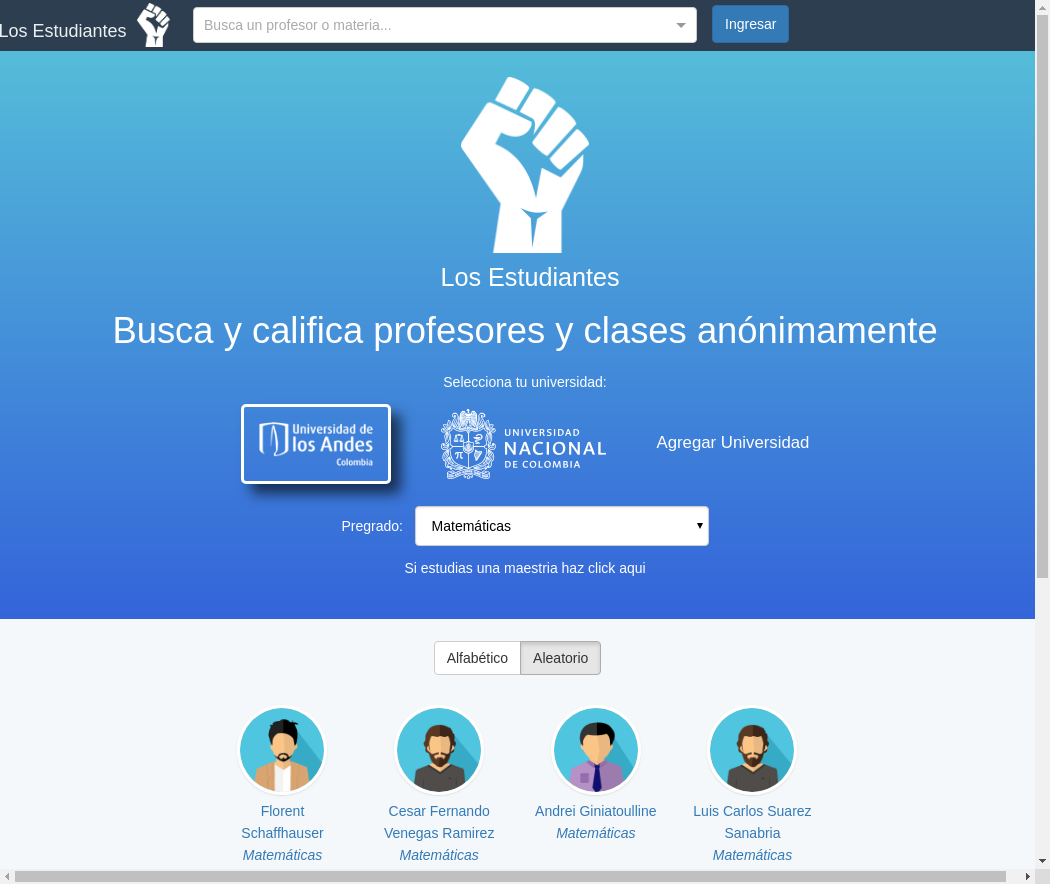 Los Estudiantes
Busca un profesor o materia...
Ingresar
Los Estudiantes
Busca y califica profesores y clases anónimamente
Selecciona tu universidad:
Universidad de
los Andes
Colombia
UNIVERSIDAD
NACIONAL
DE COLOMBIA
Agregar Universidad
Pregrado:
Matemáticas
Si estudias una maestria haz click aqui
Alfabético
Aleatorio
Florent
Schaffhauser
Matemáticas
Cesar Fernando
Venegas Ramirez
Matemáticas
Andrei Giniatoulline
Matemáticas
Luis Carlos Suarez
Sanabria
Matemáticas